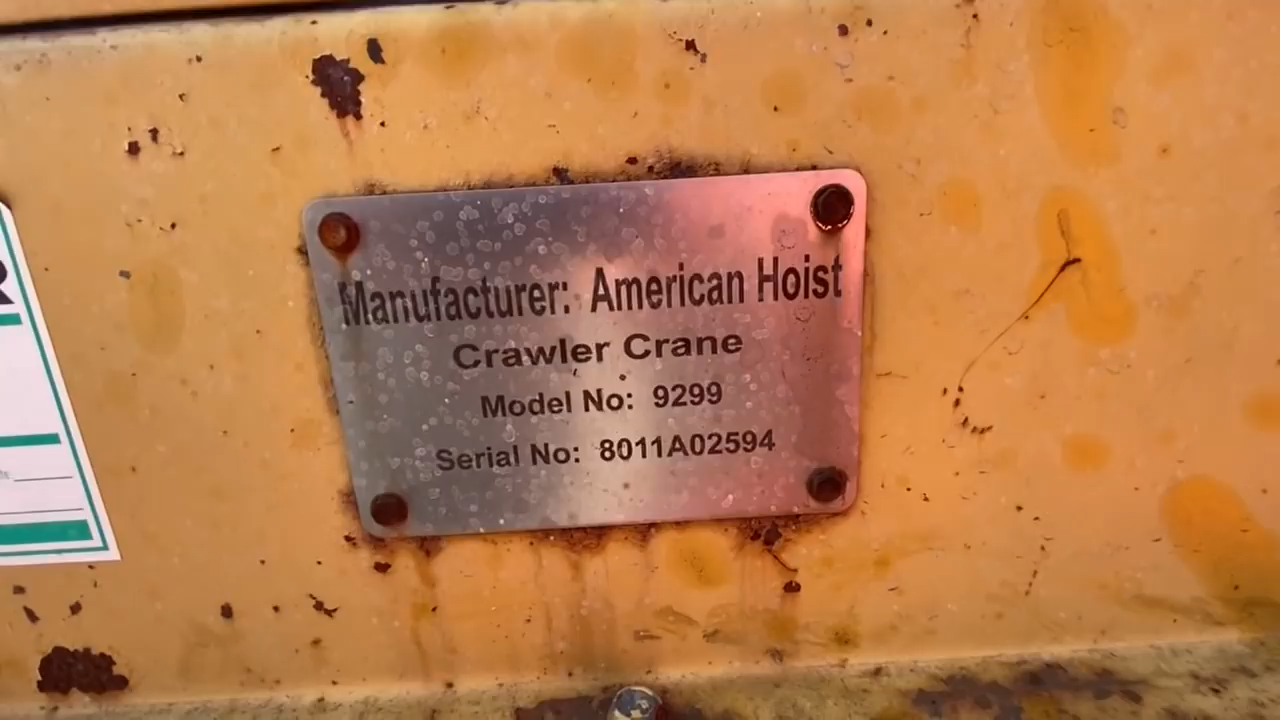 Manufacturer: American Hoist
Crawler Crane
Model No: 9299
Serial No: 8011A02594